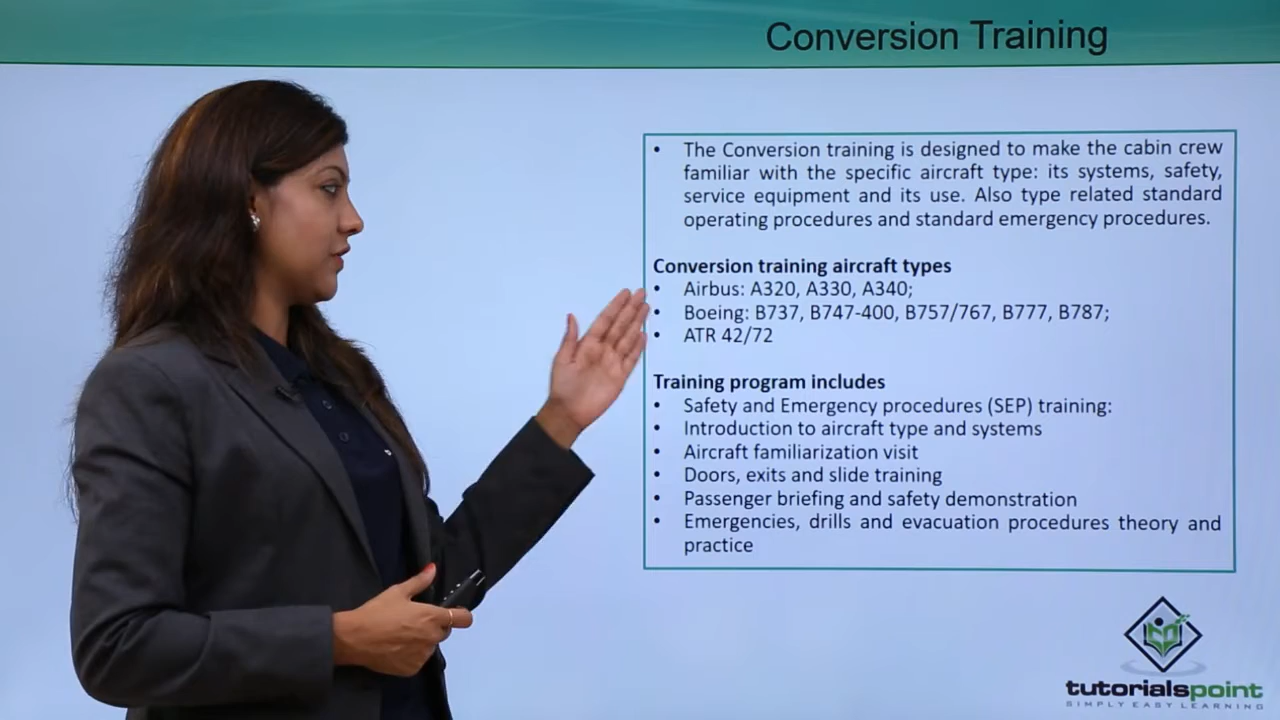 Conversion Training
• The Conversion training is designed to make the cabin crew
familiar with the specific aircraft type: its systems, safety,
service equipment and its use. Also type related standard
operating procedures and standard emergency procedures.
Conversion training aircraft types
• Airbus: A320, A330, A340;
• Boeing: B737, B747-400, B757/767, B777, B787;
• ATR 42/72
Training program includes
• Safety and Emergency procedures (SEP) training:
• Introduction to aircraft type and systems
• Aircraft familiarization visit
• Doors, exits and slide training
• Passenger briefing and safety demonstration
• Emergencies, drills and evacuation procedures theory and
practice
tutorialspoint
SIMPLY EASY LEARNING